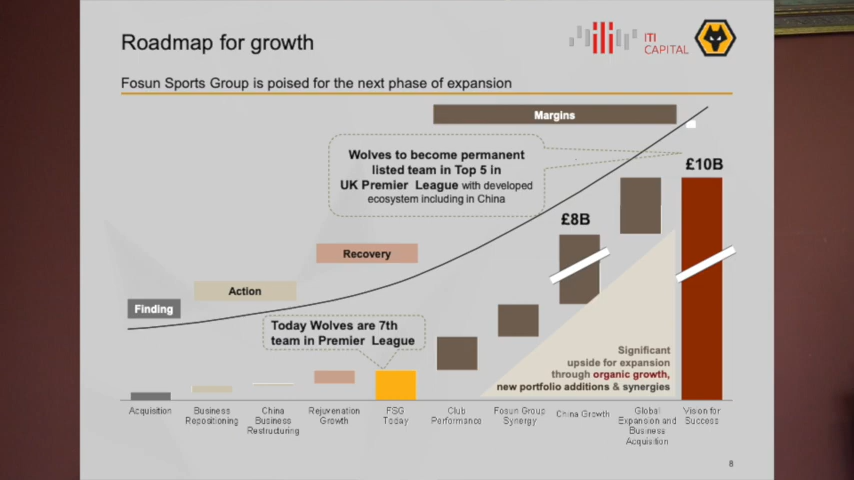 Roadmap for growth
ITI
CAPITAL
Fosun Sports Group is poised for the next phase of expansion
Margins
Wolves to become permanent
listed team in Top 5 in
UK Premier League with developed
ecosystem including in China
£10B
£8B
Recovery
Action
Finding
Today Wolves are 7th
team in Premier League
Significant
upside for expansion
through organic growth,
new portfolio additions & synergies
Acquisition
Business
Repositioning
China
Business
Restructuring
Rejuvenation
Growth
FSG
Today
Club
Performance
Fosun Group
Synergy
China Growth
Global
Expansion and
Business
Acquisition
Vision for
Success
8